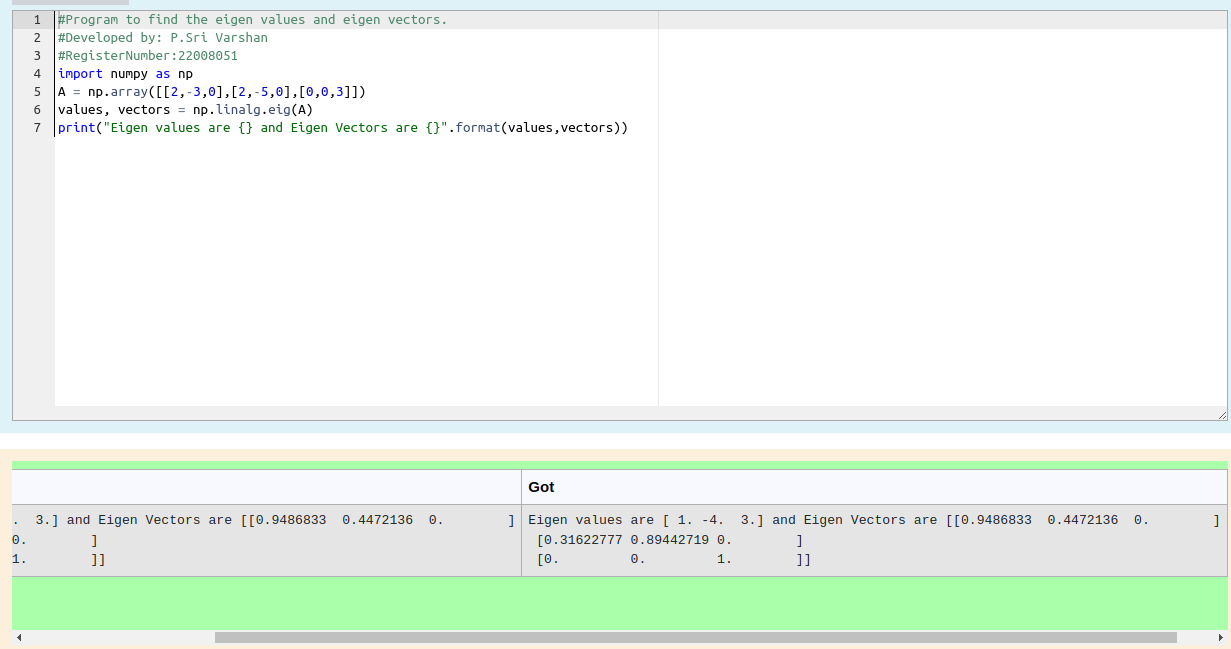 1 #Program to find the eigen values and eigen vectors.
2 #Developed by: P.Sri Varshan
3 #RegisterNumber:22008051
4 import numpy as np
5 A = np.array([[2,-3,0],[2,-5,0],[0,0,3]])
6 values, vectors = np.linalg.eig(A)
7 print("Eigen values are {} and Eigen Vectors are {}".format(values,vectors))
Got
.  3.] and Eigen Vectors are [[0.9486833  0.4472136  0.        ] Eigen values are [ 1. -4.  3.] and Eigen Vectors are [[0.9486833  0.4472136  0.        ]
0.        ] [0.31622777 0.89442719 0.        ]
1.        ]] [0.         0.         1.        ]]